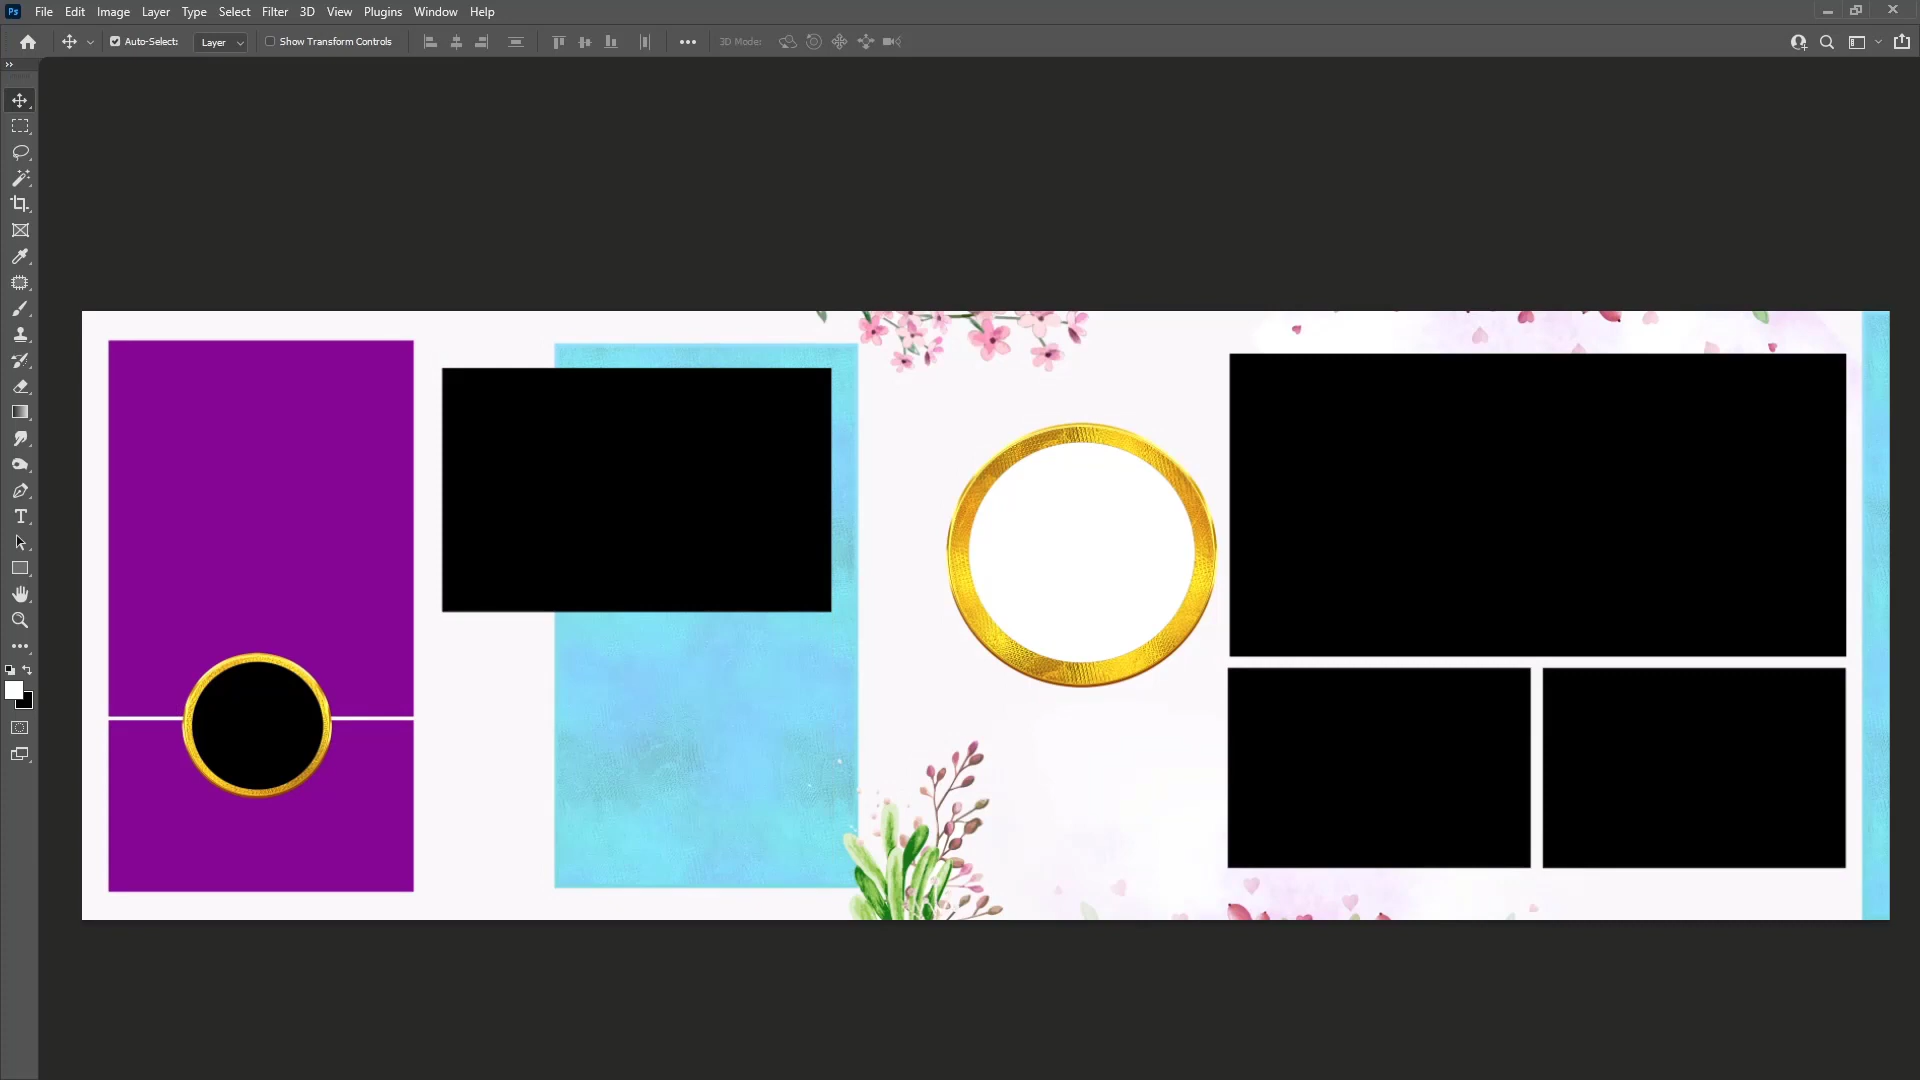 Ps File Edit Image Layer Type Select Filter 3D View Plugins Window Help
Auto-Select: Layer Show Transform Controls 3D Mode: